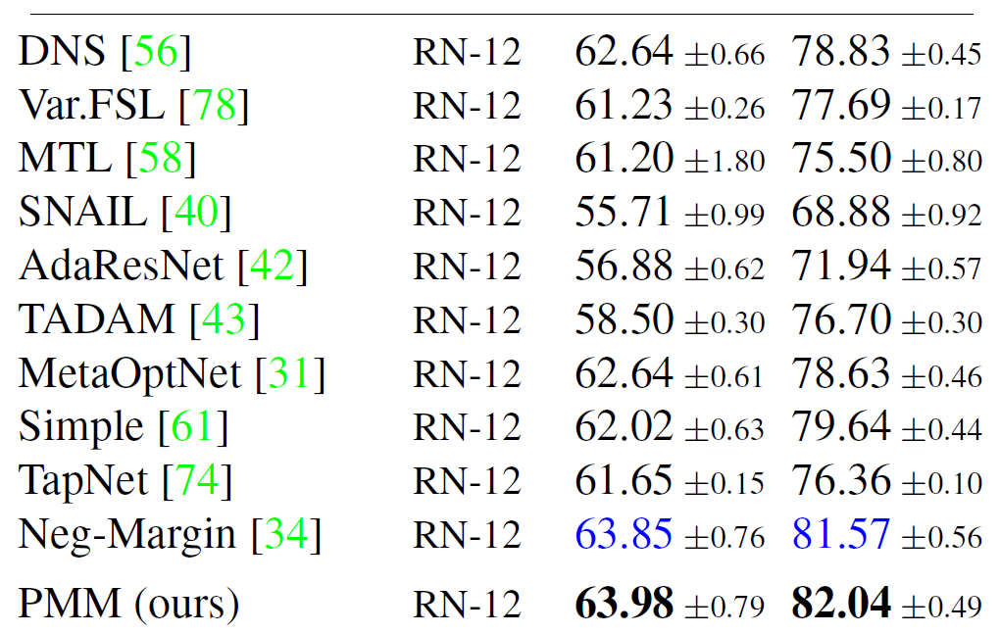 DNS [56] RN-12 62.64 ±0.66 78.83 ±0.45
Var.FSL [78] RN-12 61.23 ±0.26 77.69 ±0.17
MTL [58] RN-12 61.20 ±1.80 75.50 ±0.80
SNAIL [40] RN-12 55.71 ±0.99 68.88 ±0.92
AdaResNet [42] RN-12 56.88 ±0.62 71.94 ±0.57
TADAM [43] RN-12 58.50 ±0.30 76.70 ±0.30
MetaOptNet [31] RN-12 62.64 ±0.61 78.63 ±0.46
Simple [61] RN-12 62.02 ±0.63 79.64 ±0.44
TapNet [74] RN-12 61.65 ±0.15 76.36 ±0.10
Neg-Margin [34] RN-12 63.85 ±0.76 81.57 ±0.56
PMM (ours) RN-12 63.98 ±0.79 82.04 ±0.49